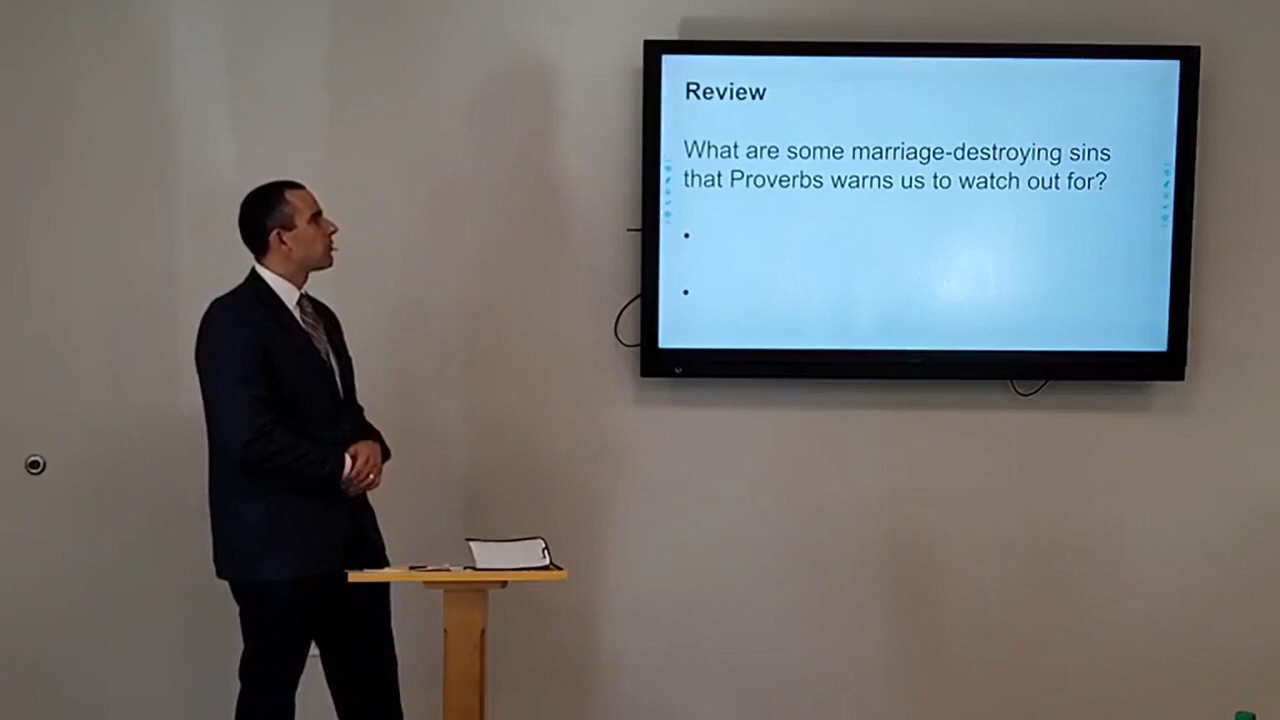 Review
What are some marriage-destroying sins
that Proverbs warns us to watch out for?